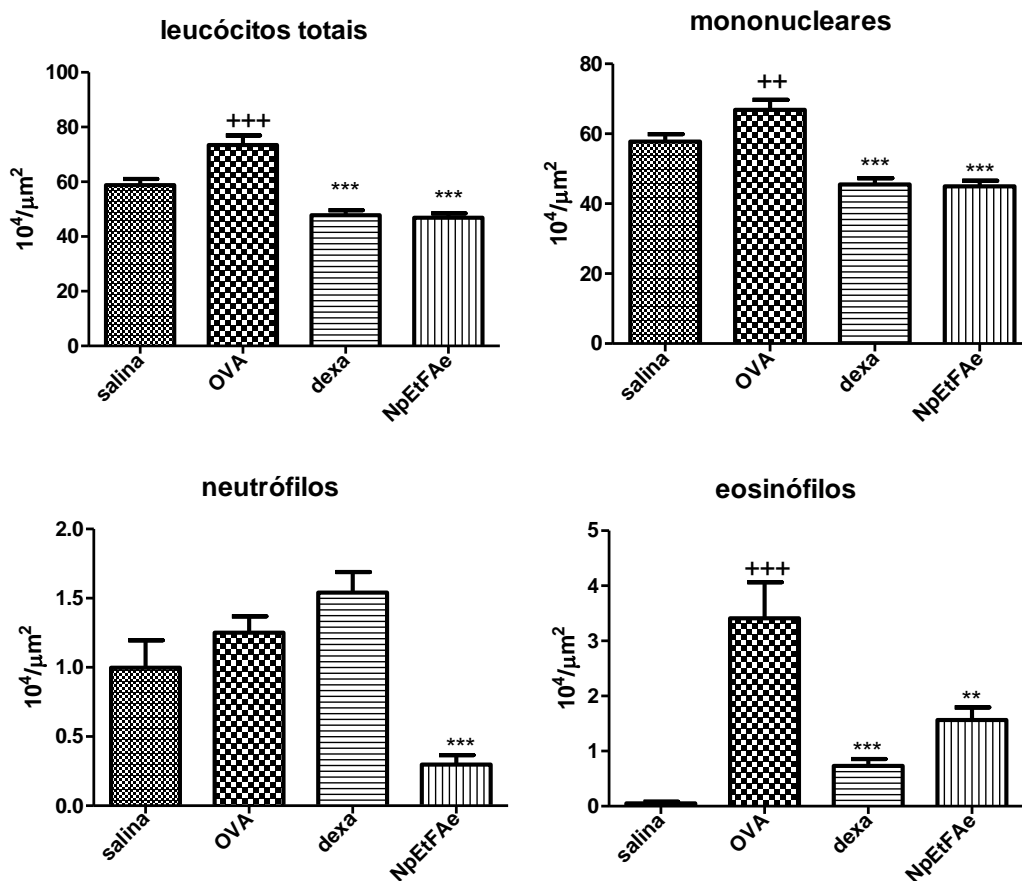 leucócitos totais
100
80
60
40
20
0
10⁴/μm²
+++
***
***
salina
OVA
dexa
NpEtFAe
mononucleares
80
60
40
20
0
10⁴/μm²
++
***
***
salina
OVA
dexa
NpEtFAe
neutrófilos
2.0
1.5
1.0
0.5
0.0
10⁴/μm²
***
salina
OVA
dexa
NpEtFAe
eosinófilos
5
4
3
2
1
0
10⁴/μm²
+++
***
**
salina
OVA
dexa
NpEtFAe